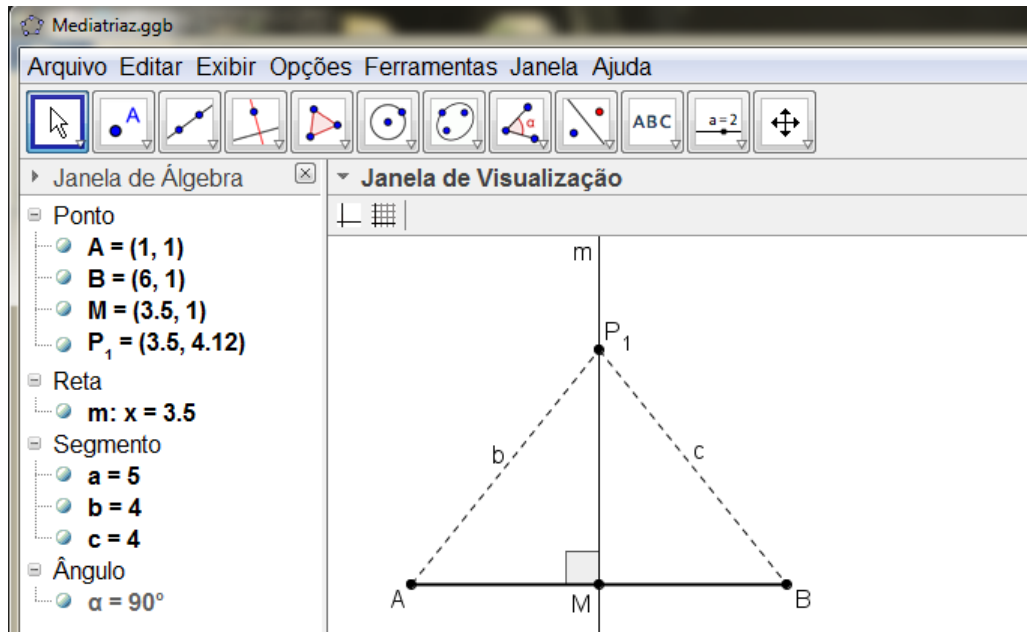 Mediatriaz.ggb
Arquivo Editar Exibir Opções Ferramentas Janela Ajuda
A α ABC a=2
Janela de Álgebra
Janela de Visualização
Ponto
A = (1, 1)
B = (6, 1)
M = (3.5, 1)
P₁ = (3.5, 4.12)
Reta
m: x = 3.5
Segmento
a = 5
b = 4
c = 4
Ângulo
α = 90º
m
P₁
b
c
A
M
B